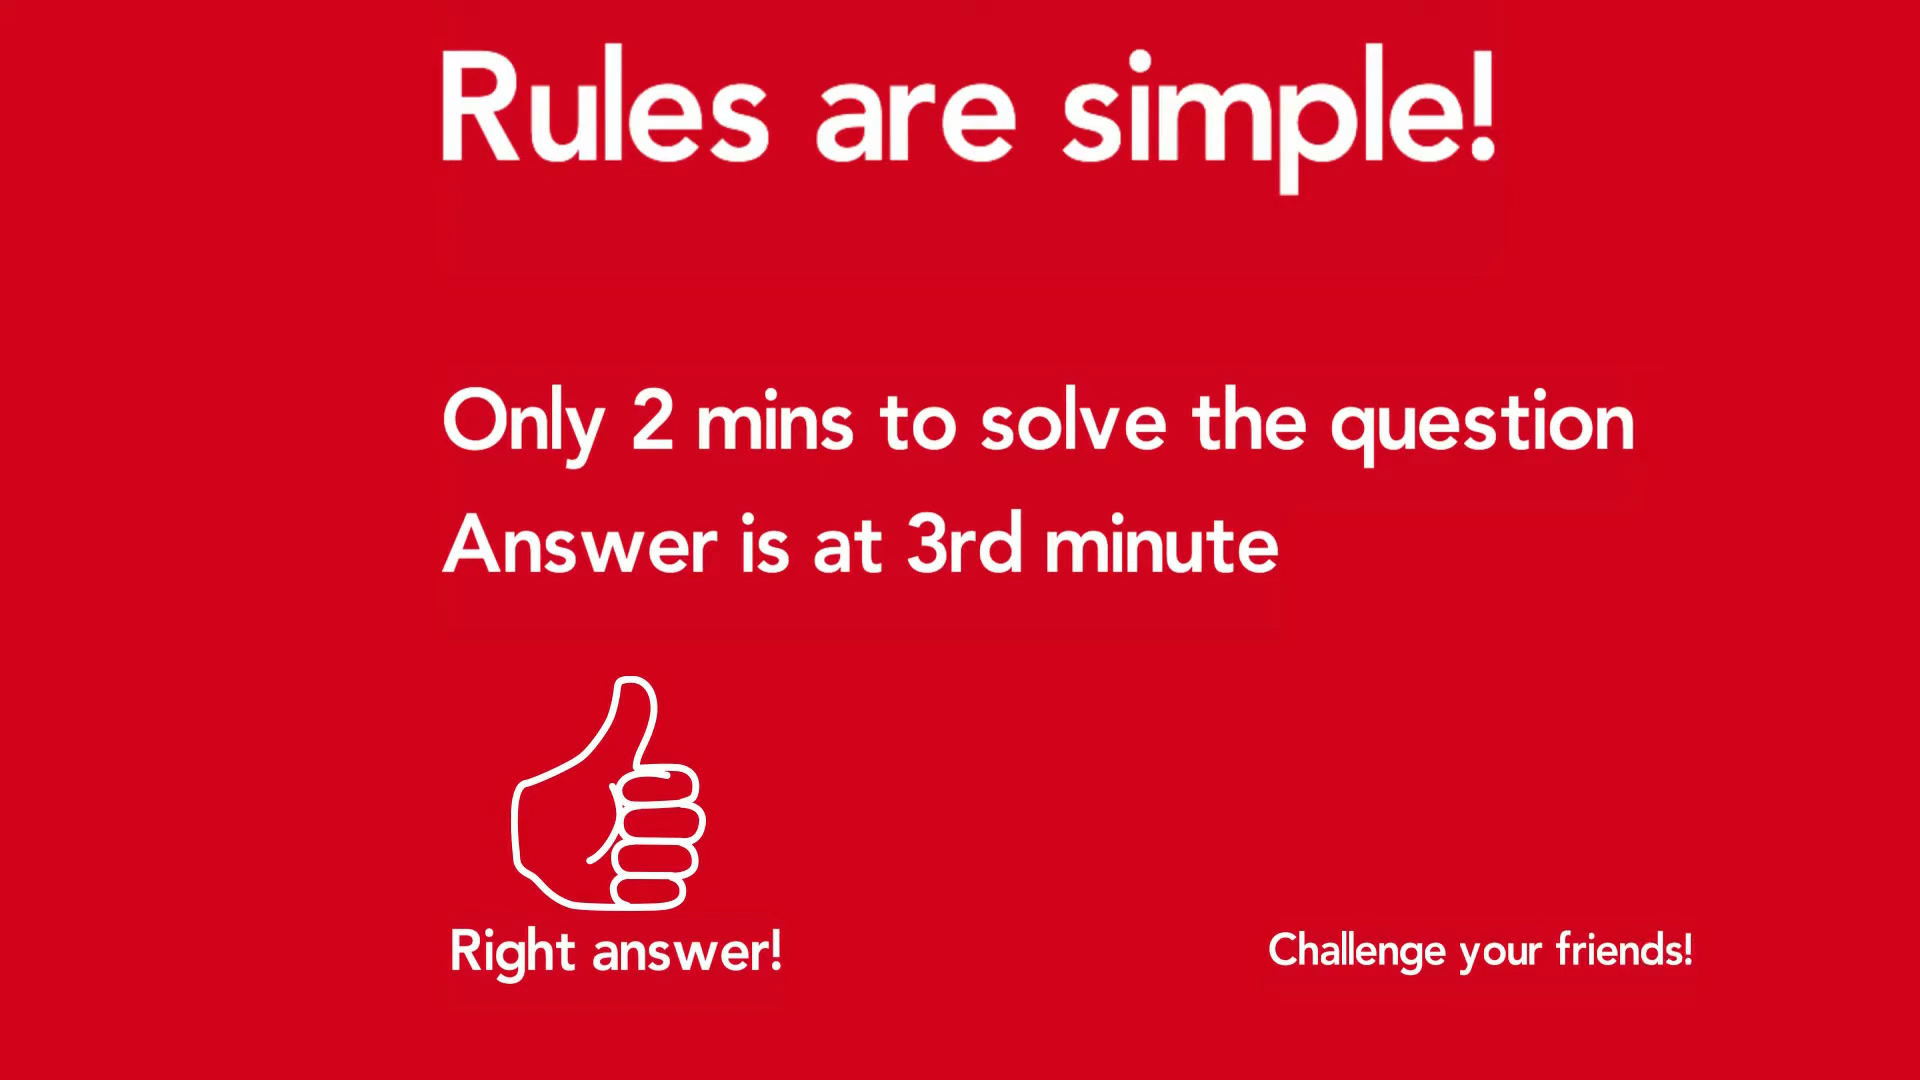 Rules are simple!
Only 2 mins to solve the question
Answer is at 3rd minute
Right answer!
Challenge your friends!